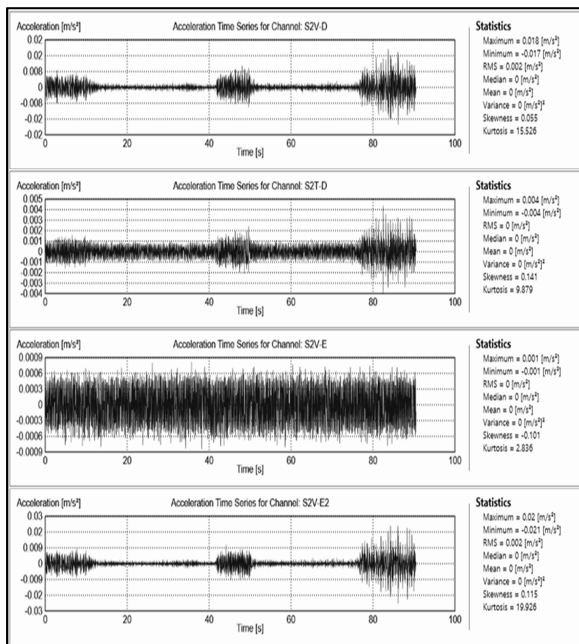 Acceleration [m/s²] Acceleration Time Series for Channel: S2V-D
0.02
0.02
0.008
0
-0.008
-0.02
-0.02
0 20 40 60 80 100
Time [s]
Statistics
Maximum = 0.018 [m/s²]
Minimum = -0.017 [m/s²]
RMS = 0.002 [m/s²]
Median = 0 [m/s²]
Mean = 0 [m/s²]
Variance = 0 [m/s²]²
Skewness = 0.055
Kurtosis = 15.526
Acceleration [m/s²] Acceleration Time Series for Channel: S2T-D
0.005
0.004
0.003
0.002
0.001
0
-0.001
-0.002
-0.003
-0.004
0 20 40 60 80 100
Time [s]
Statistics
Maximum = 0.004 [m/s²]
Minimum = -0.004 [m/s²]
RMS = 0 [m/s²]
Median = 0 [m/s²]
Mean = 0 [m/s²]
Variance = 0 [m/s²]²
Skewness = 0.141
Kurtosis = 9.879
Acceleration [m/s²] Acceleration Time Series for Channel: S2V-E
0.0009
0.0006
0.0003
0
-0.0003
-0.0006
-0.0009
0 20 40 60 80 100
Time [s]
Statistics
Maximum = 0.001 [m/s²]
Minimum = -0.001 [m/s²]
RMS = 0 [m/s²]
Median = 0 [m/s²]
Mean = 0 [m/s²]
Variance = 0 [m/s²]²
Skewness = -0.101
Kurtosis = 2.836
Acceleration [m/s²] Acceleration Time Series for Channel: S2V-E2
0.03
0.02
0.009
0
-0.009
-0.02
-0.03
0 20 40 60 80 100
Time [s]
Statistics
Maximum = 0.02 [m/s²]
Minimum = -0.021 [m/s²]
RMS = 0.002 [m/s²]
Median = 0 [m/s²]
Mean = 0 [m/s²]
Variance = 0 [m/s²]²
Skewness = 0.115
Kurtosis = 19.926